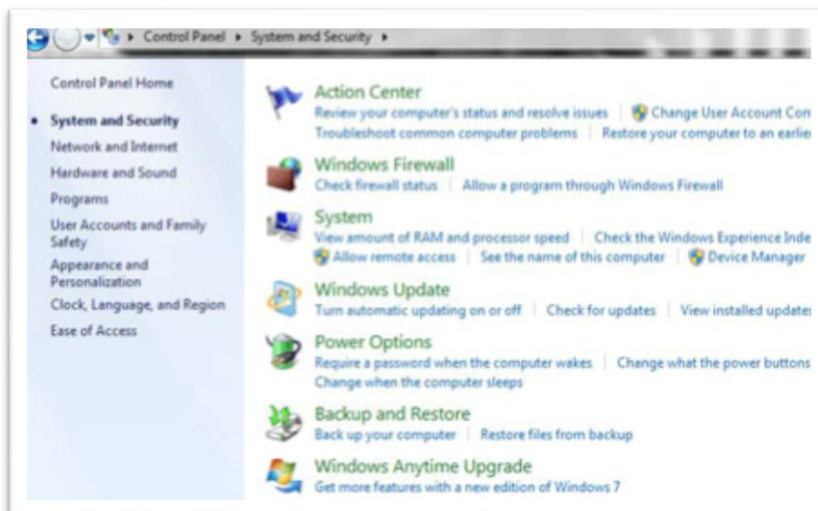 Control Panel System and Security
Control Panel Home
System and Security
Network and Internet
Hardware and Sound
Programs
User Accounts and Family
Safety
Appearance and
Personalization
Clock, Language, and Region
Ease of Access
Action Center
Review your computer's status and resolve issues Change User Account Con
Troubleshoot common computer problems Restore your computer to an earlie
Windows Firewall
Check firewall status Allow a program through Windows Firewall
System
View amount of RAM and processor speed Check the Windows Experience Inde
Allow remote access See the name of this computer Device Manager
Windows Update
Turn automatic updating on or off Check for updates View installed updates
Power Options
Require a password when the computer wakes Change what the power buttons
Change when the computer sleeps
Backup and Restore
Back up your computer Restore files from backup
Windows Anytime Upgrade
Get more features with a new edition of Windows 7